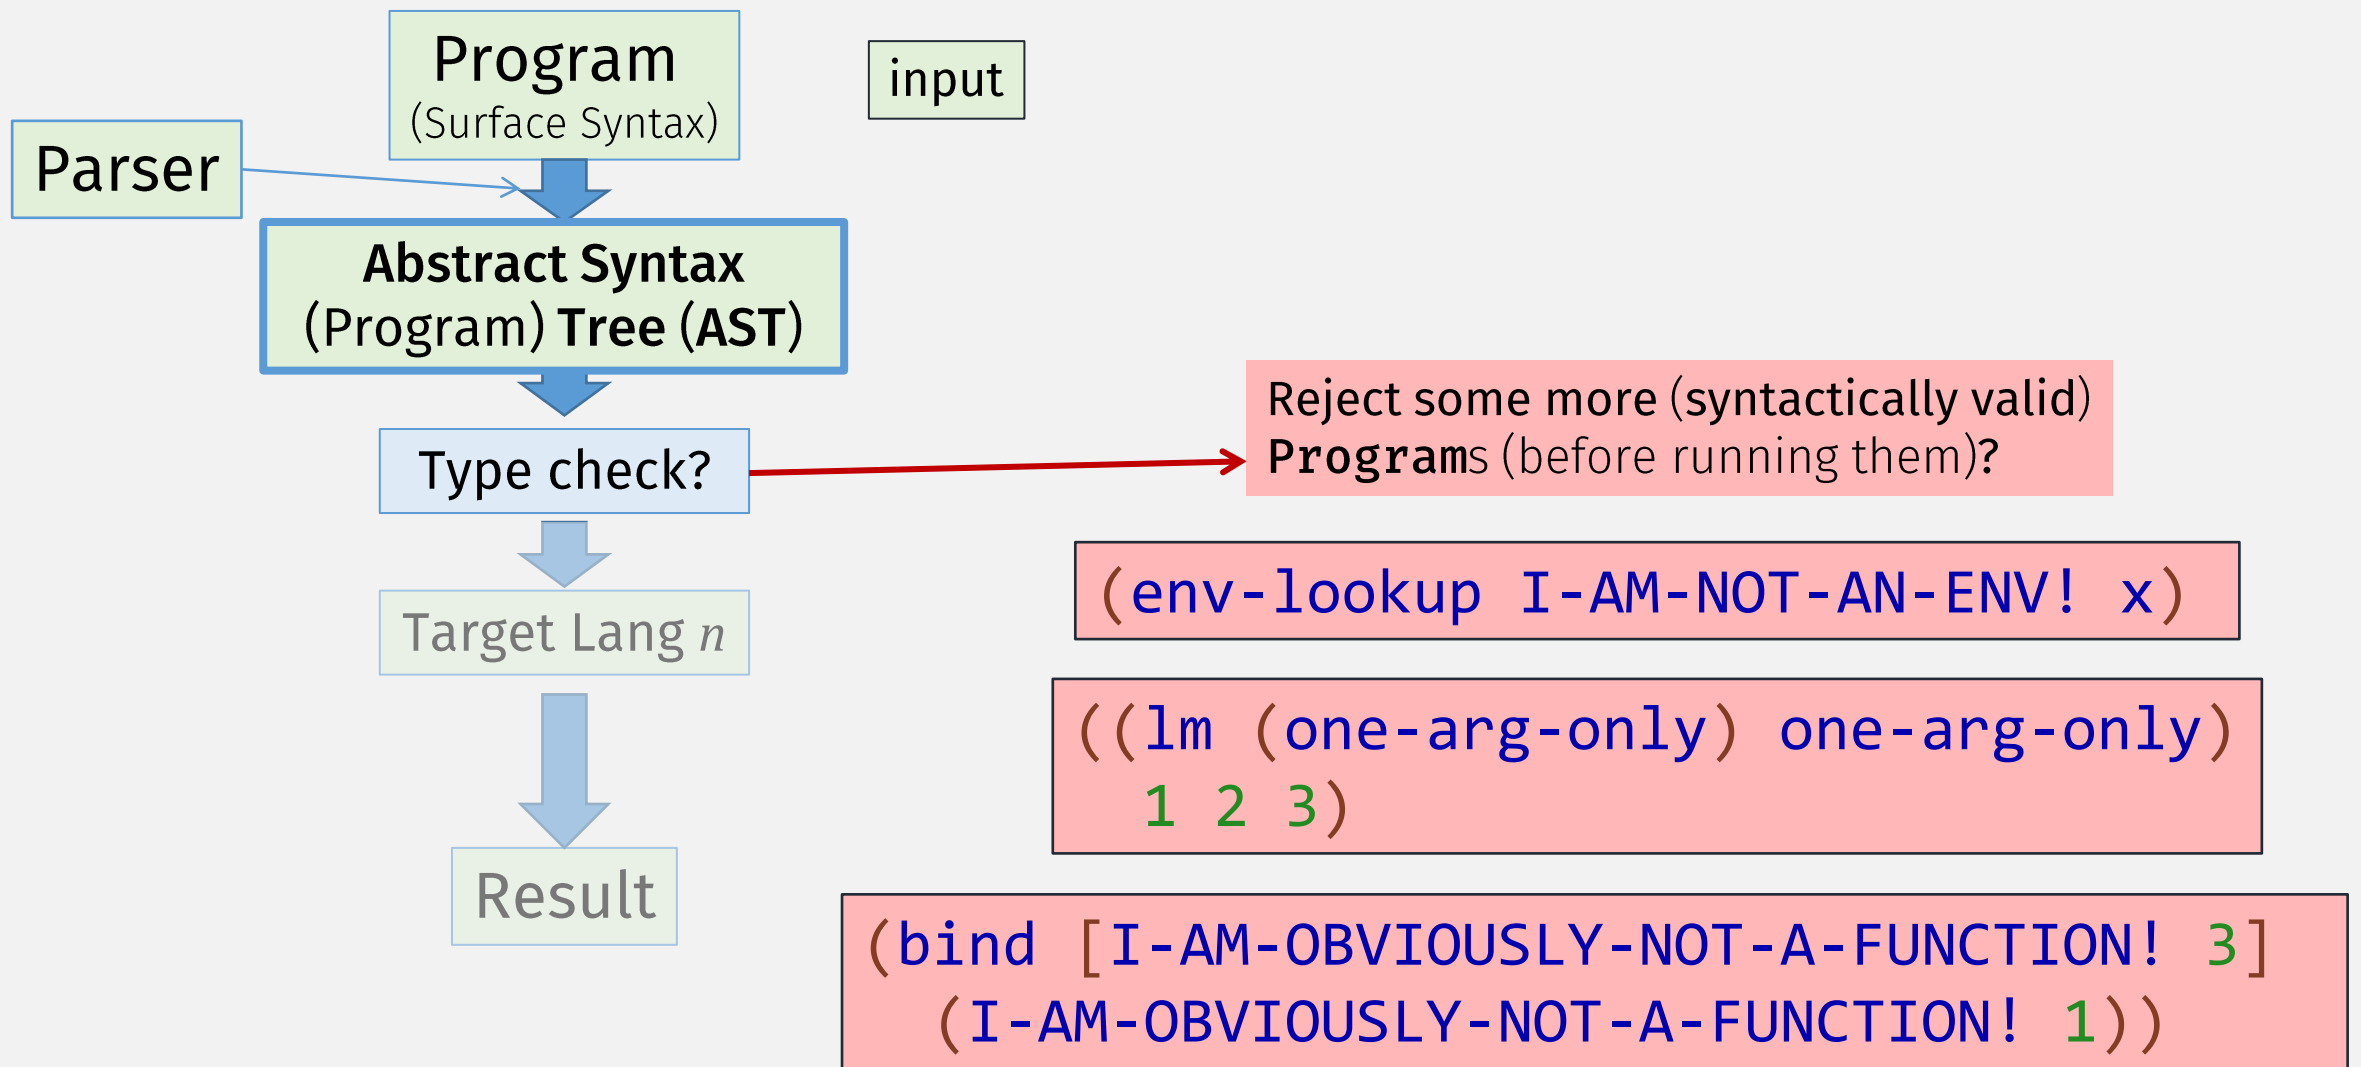 Program
(Surface Syntax)
input
Parser
Abstract Syntax
(Program) Tree (AST)
Type check?
Reject some more (syntactically valid)
Programs (before running them)?
Target Lang n
Result
(env-lookup I-AM-NOT-AN-ENV! x)
((lm (one-arg-only) one-arg-only)
1 2 3)
(bind [I-AM-OBVIOUSLY-NOT-A-FUNCTION! 3]
(I-AM-OBVIOUSLY-NOT-A-FUNCTION! 1))